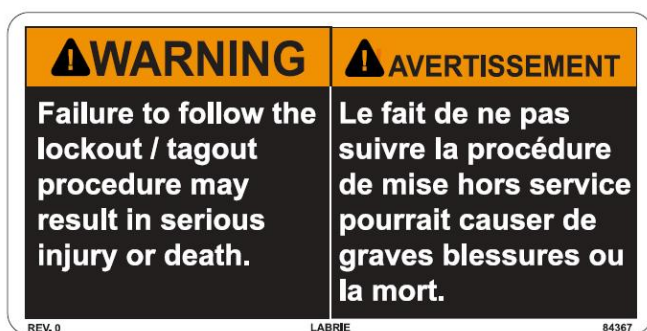 WARNING
Failure to follow the
lockout / tagout
procedure may
result in serious
injury or death.
AVERTISSEMENT
Le fait de ne pas
suivre la procédure
de mise hors service
pourrait causer de
graves blessures ou
la mort.
REV. 0 LABRIE 84367